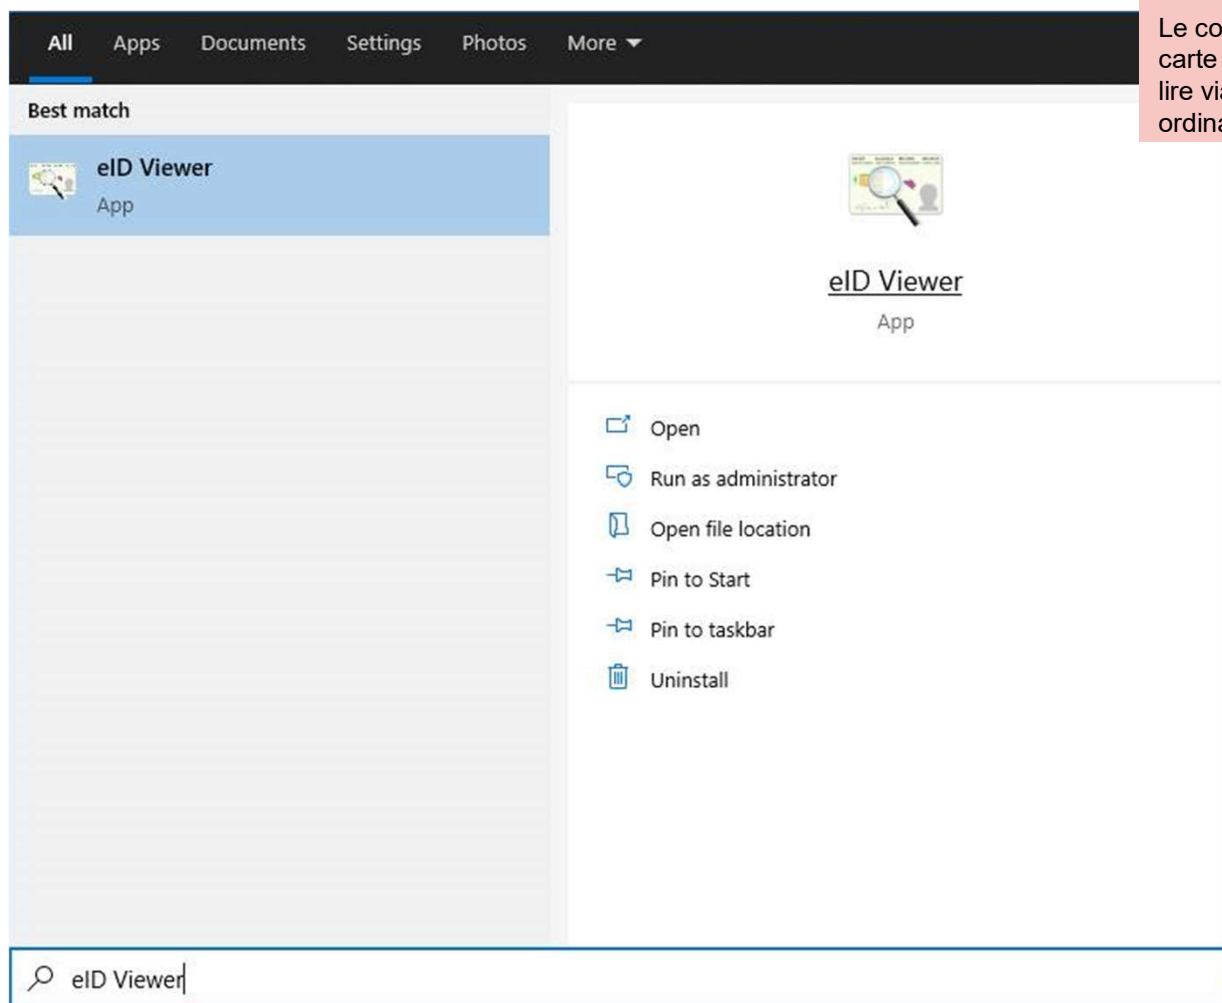 All Apps Documents Settings Photos More
Le co
carte
lire via
ordina
Best match
eID Viewer
App
eID Viewer
App
Open
Run as administrator
Open file location
Pin to Start
Pin to taskbar
Uninstall
eID Viewer